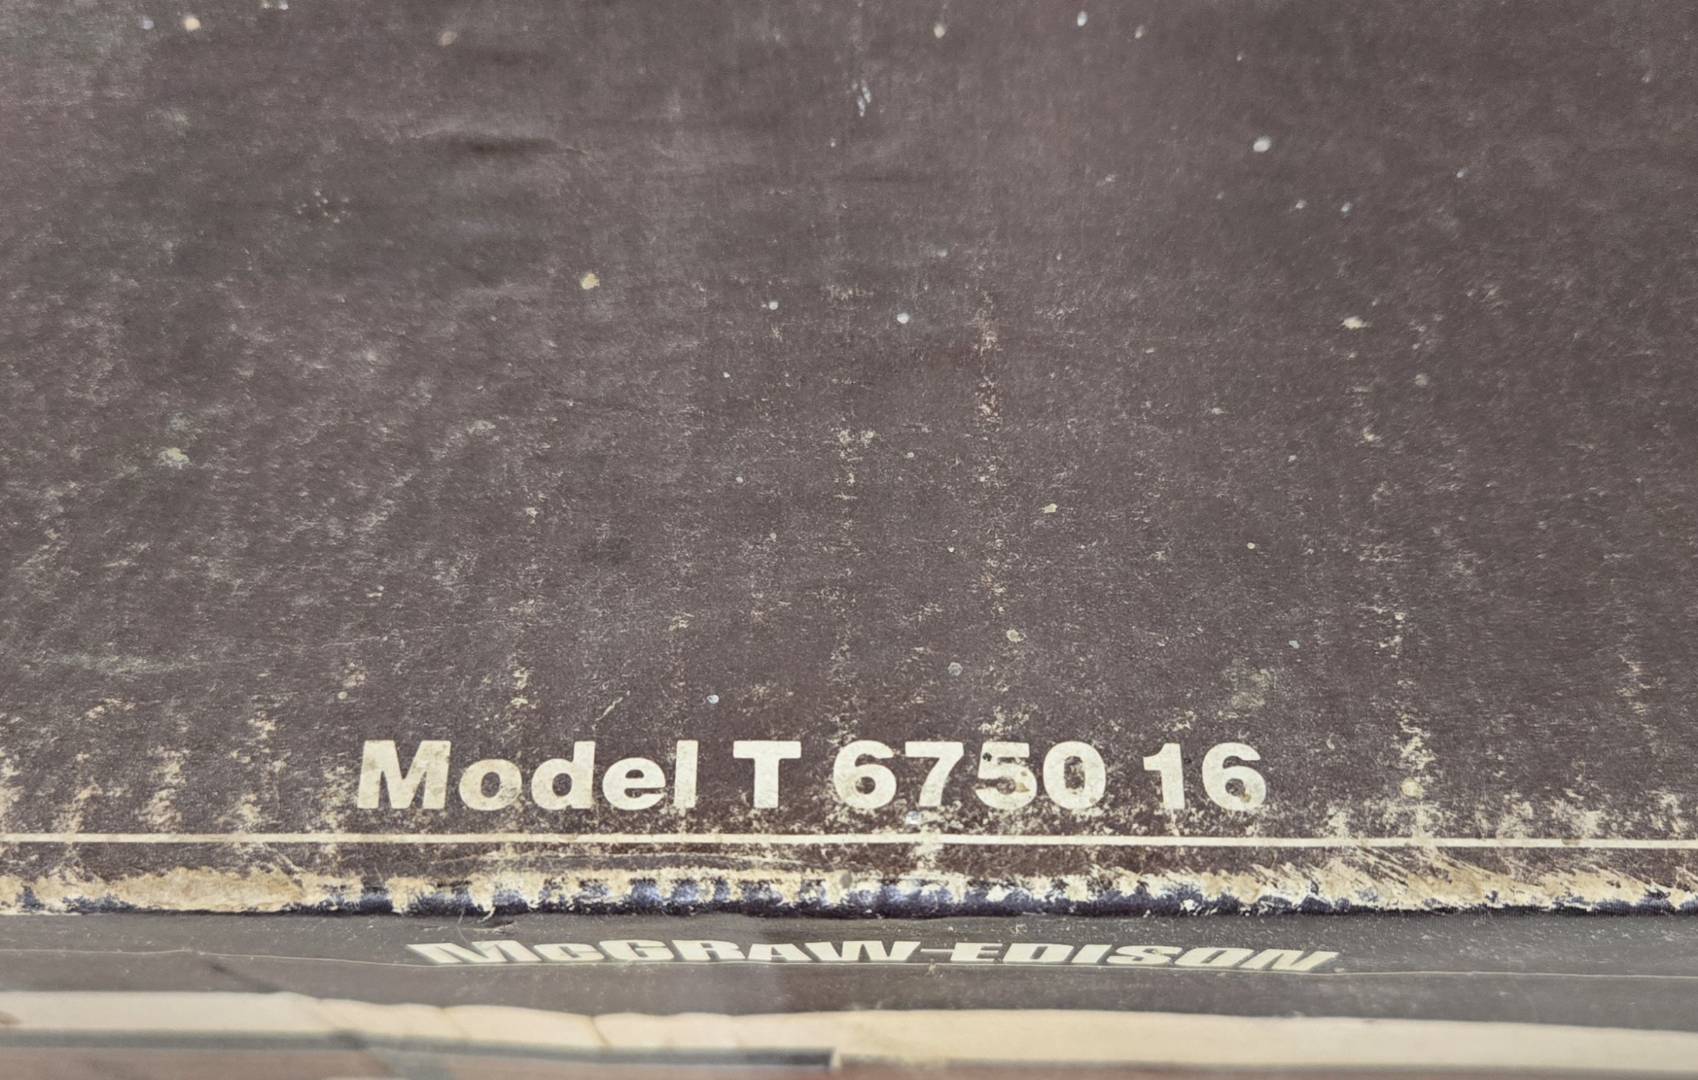 Model T 6750 16
McGRAW-EDISON